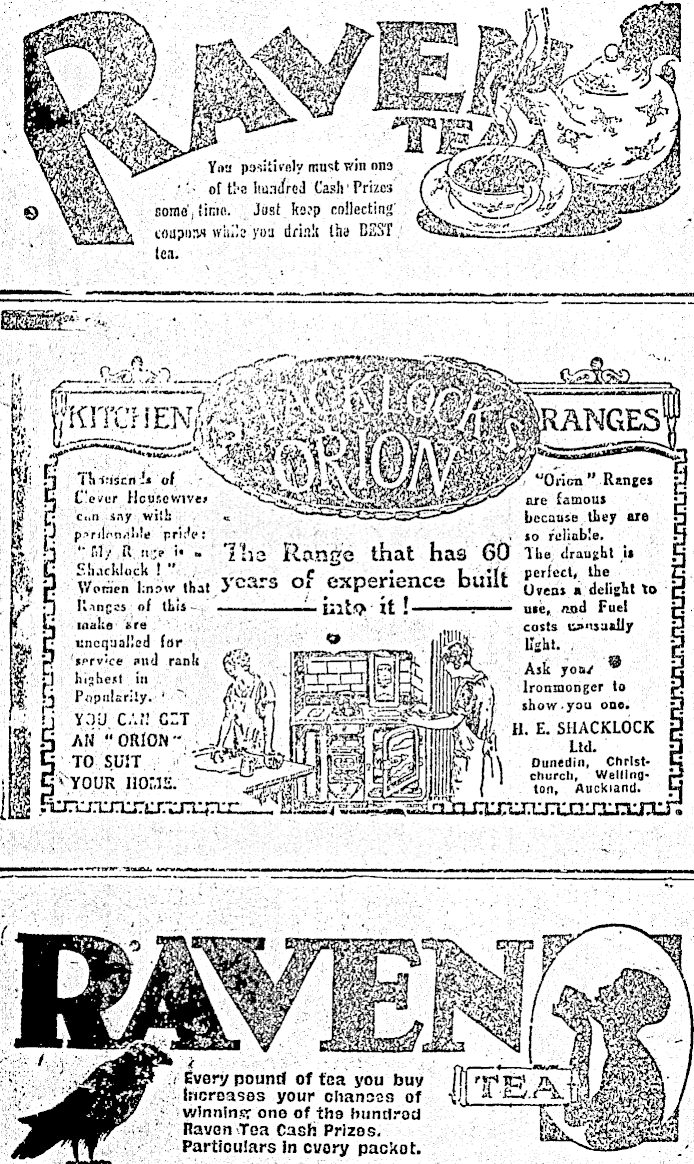 RAVEN
TEA
You positively must win one
of the hundred Cash Prizes
some time. Just keep collecting
coupons while you drink the BEST
tea.
SHACKLOCK'S
ORION
KITCHEN RANGES
Thousands of
Clever Housewives
can say with
pardonable pride:
"My Range is a
Shacklock!"
Women know that
Ranges of this
make are
unequalled for
service and rank
highest in
Popularity.
YOU CAN GET
AN "ORION"
TO SUIT
YOUR HOME.
The Range that has 60
years of experience built
into it!
"Orion" Ranges
are famous
because they are
so reliable.
The draught is
perfect, the
Ovens a delight to
use, and Fuel
costs unusually
light.
Ask your
Ironmonger to
show you one.
H. E. SHACKLOCK
Ltd.
Dunedin, Christ-
church, Welling-
ton, Auckland.
RAVEN
TEA
Every pound of tea you buy
increases your chances of
winning one of the hundred
Raven Tea Cash Prizes.
Particulars in every packet.